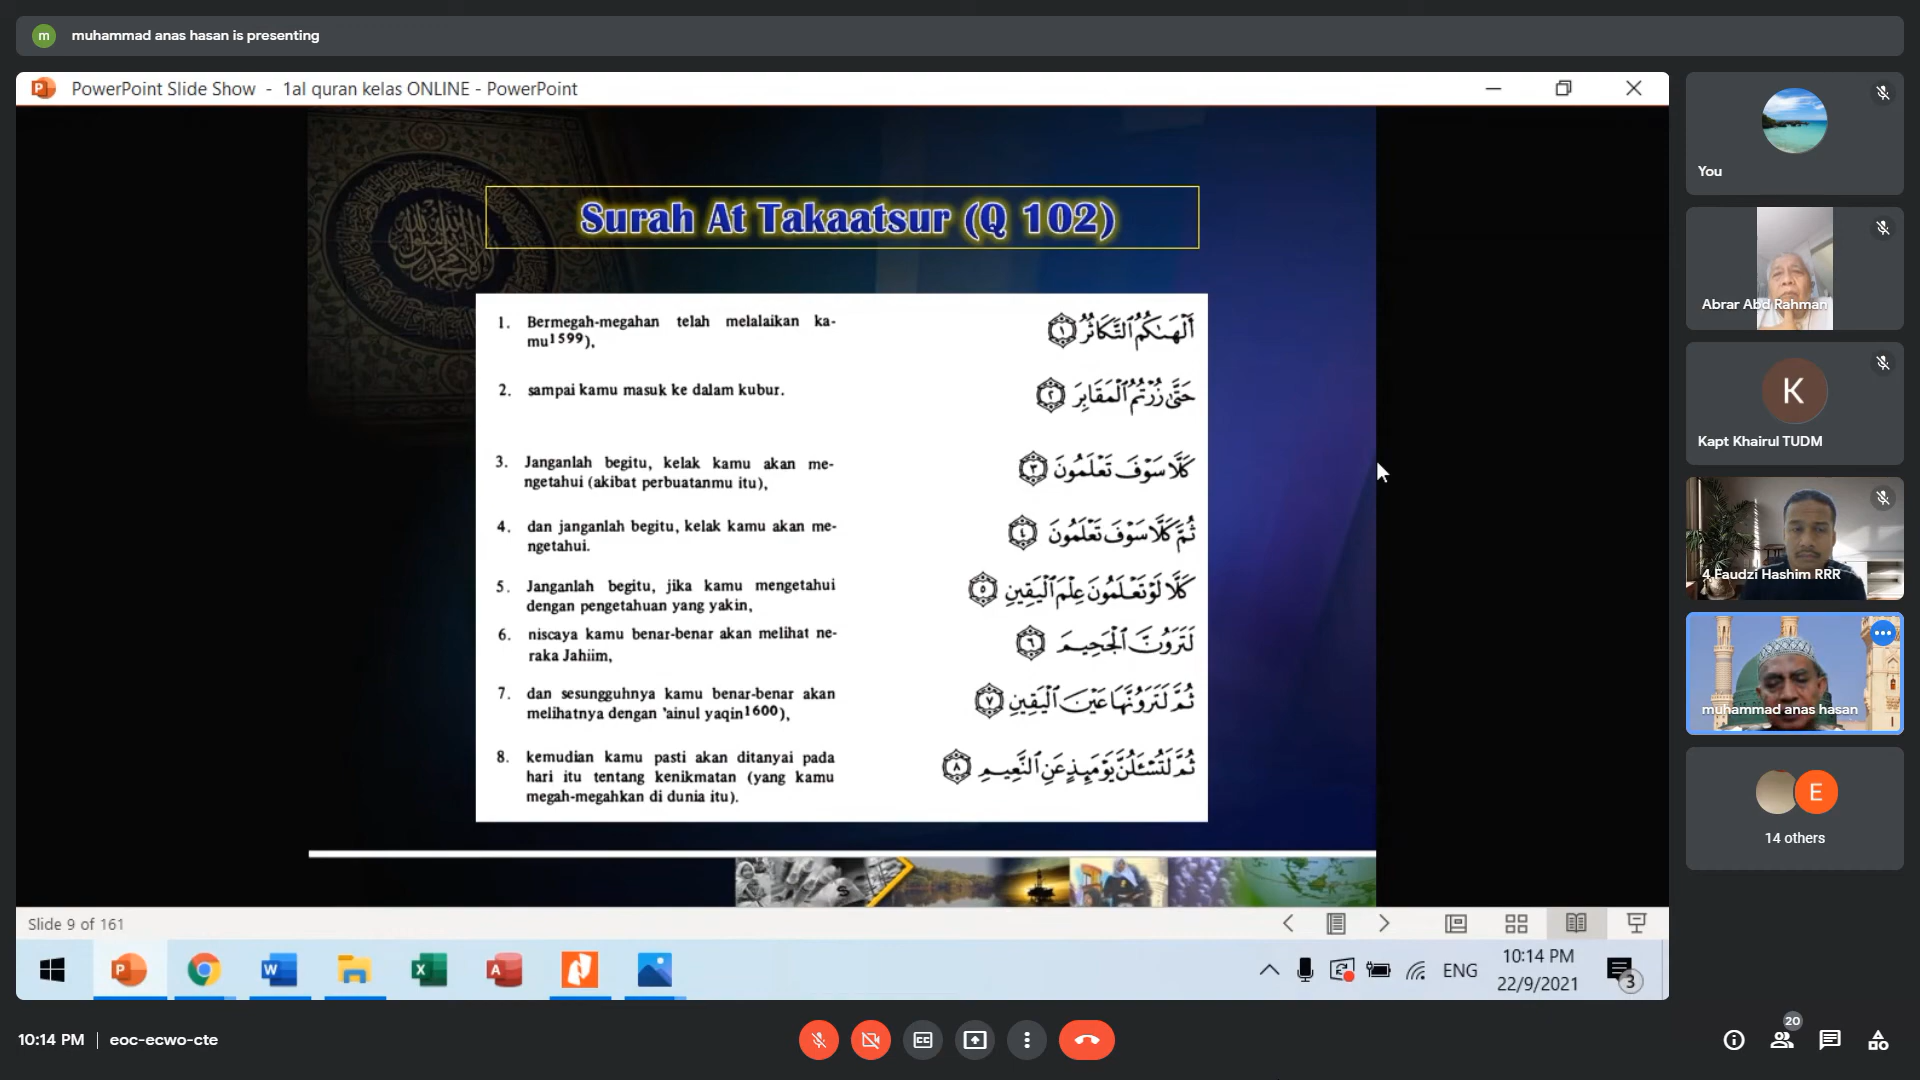 m
muhammad anas hasan is presenting
PowerPoint Slide Show - 1al quran kelas ONLINE - PowerPoint
Surah At Takaatsur (Q 102)
1. Bermegah-megahan telah melalaikan ka-
mu1599),
أَلْهَىٰكُمُ التَّكَاثُرُ ١
2. sampai kamu masuk ke dalam kubur.
حَتَّىٰ زُرْتُمُ الْمَقَابِرَ ٢
3. Janganlah begitu, kelak kamu akan me-
ngetahui (akibat perbuatanmu itu),
كَلَّا سَوْفَ تَعْلَمُونَ ٣
4. dan janganlah begitu, kelak kamu akan me-
ngetahui.
ثُمَّ كَلَّا سَوْفَ تَعْلَمُونَ ٤
5. Janganlah begitu, jika kamu mengetahui
dengan pengetahuan yang yakin,
كَلَّا لَوْ تَعْلَمُونَ عِلْمَ الْيَقِينِ ٥
6. niscaya kamu benar-benar akan melihat ne-
raka Jahiim,
لَتَرَوُنَّ الْجَحِيمَ ٦
7. dan sesungguhnya kamu benar-benar akan
melihatnya dengan 'ainul yaqin1600),
ثُمَّ لَتَرَوُنَّهَا عَيْنَ الْيَقِينِ ٧
8. kemudian kamu pasti akan ditanyai pada
hari itu tentang kenikmatan (yang kamu
megah-megahkan di dunia itu).
ثُمَّ لَتُسْـَٔلُنَّ يَوْمَئِذٍ عَنِ النَّعِيمِ ٨
Slide 9 of 161
ENG
10:14 PM
22/9/2021
3
You
Abrar Abd Rahman
K
Kapt Khairul TUDM
4 Faudzi Hashim RRR
muhammad anas hasan
E
14 others
10:14 PM | eoc-ecwo-cte
20